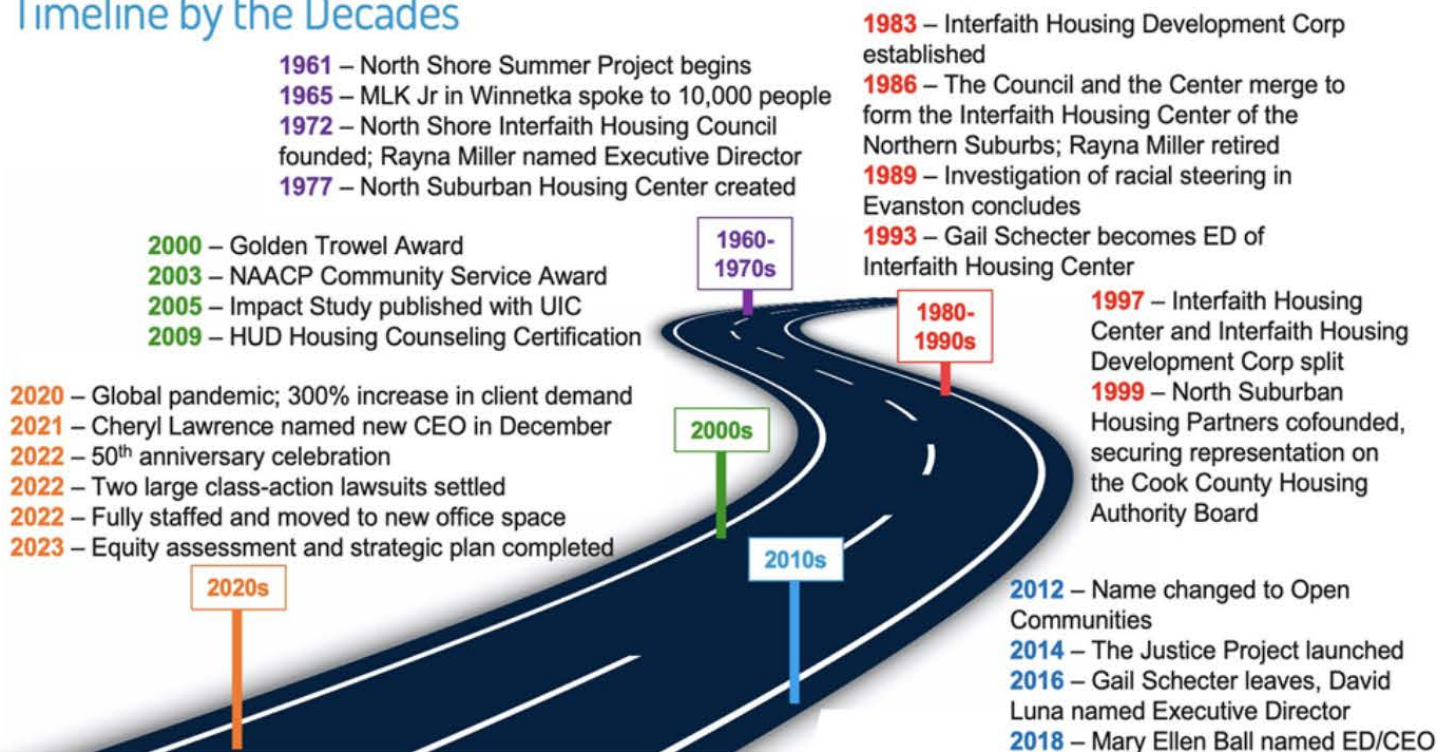 Timeline by the Decades
1961 – North Shore Summer Project begins
1965 – MLK Jr in Winnetka spoke to 10,000 people
1972 – North Shore Interfaith Housing Council
founded; Rayna Miller named Executive Director
1977 – North Suburban Housing Center created
1960-
1970s
1983 – Interfaith Housing Development Corp
established
1986 – The Council and the Center merge to
form the Interfaith Housing Center of the
Northern Suburbs; Rayna Miller retired
1989 – Investigation of racial steering in
Evanston concludes
1993 – Gail Schecter becomes ED of
Interfaith Housing Center
1997 – Interfaith Housing
Center and Interfaith Housing
Development Corp split
1999 – North Suburban
Housing Partners cofounded,
securing representation on
the Cook County Housing
Authority Board
1980-
1990s
2000 – Golden Trowel Award
2003 – NAACP Community Service Award
2005 – Impact Study published with UIC
2009 – HUD Housing Counseling Certification
2000s
2012 – Name changed to Open
Communities
2014 – The Justice Project launched
2016 – Gail Schecter leaves, David
Luna named Executive Director
2018 – Mary Ellen Ball named ED/CEO
2010s
2020 – Global pandemic; 300% increase in client demand
2021 – Cheryl Lawrence named new CEO in December
2022 – 50th anniversary celebration
2022 – Two large class-action lawsuits settled
2022 – Fully staffed and moved to new office space
2023 – Equity assessment and strategic plan completed
2020s